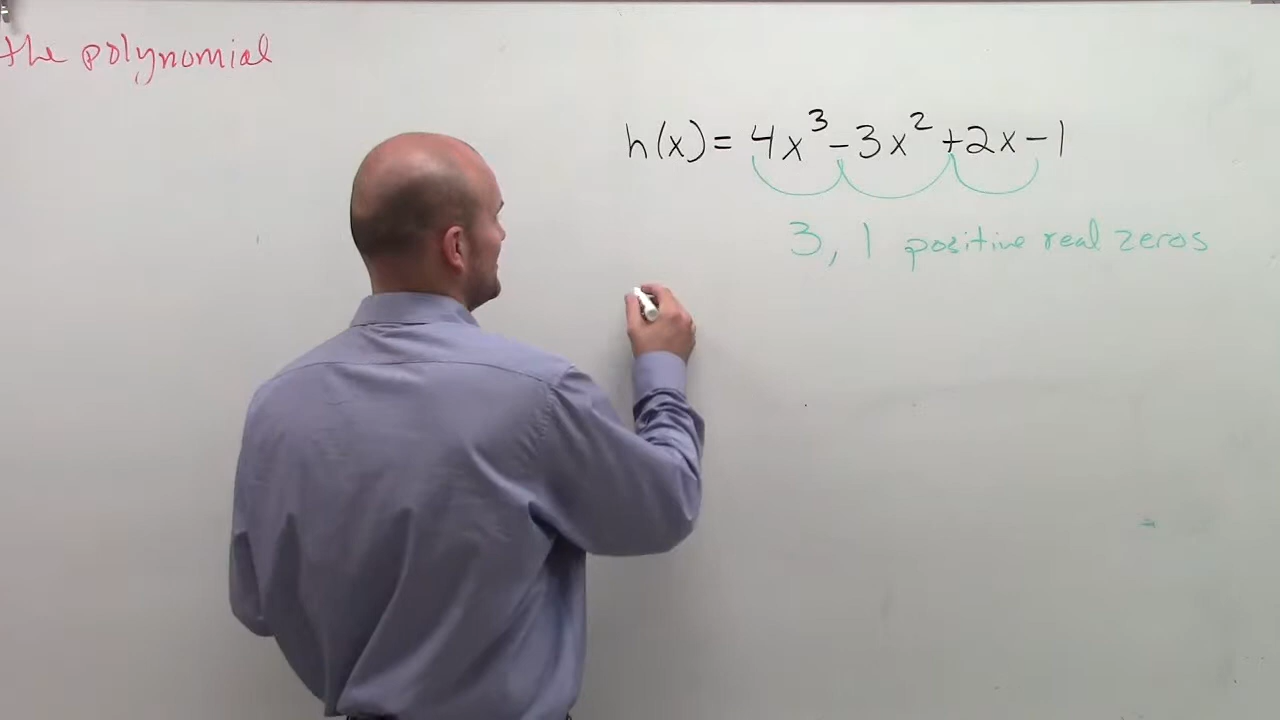 the polynomial
h(x) = 4x³ - 3x² + 2x - 1
3, 1 positive real zeros